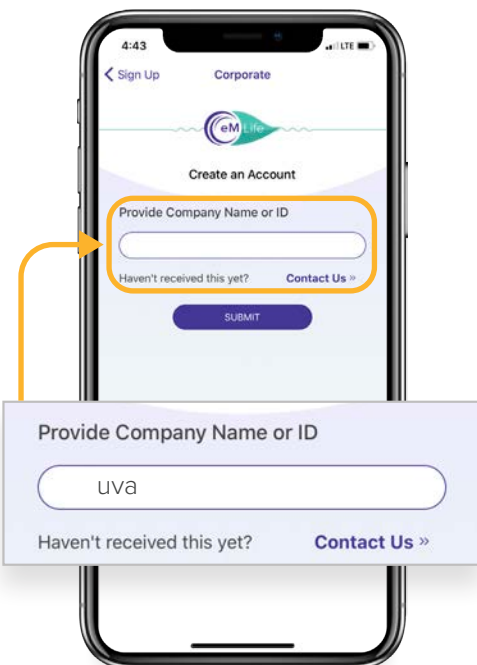 4:43 LTE
Sign Up Corporate
eM Life
Create an Account
Provide Company Name or ID
Haven't received this yet? Contact Us »
SUBMIT
Provide Company Name or ID
uva
Haven't received this yet? Contact Us »